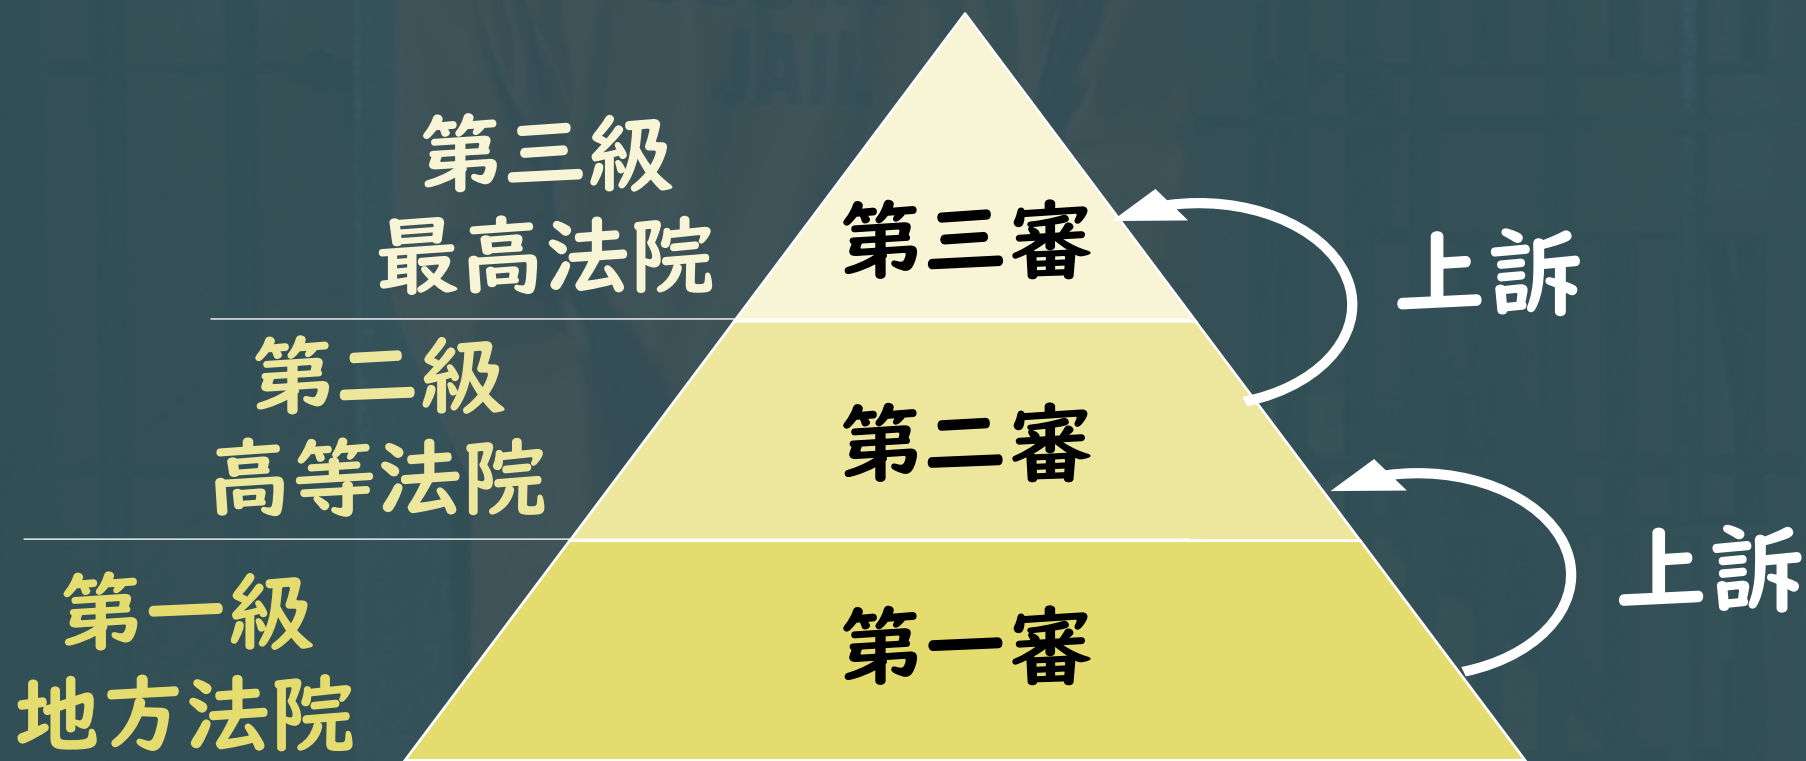 JAIL
第三級
最高法院
第三審
上訴
第二級
高等法院
第二審
上訴
第一級
地方法院
第一審